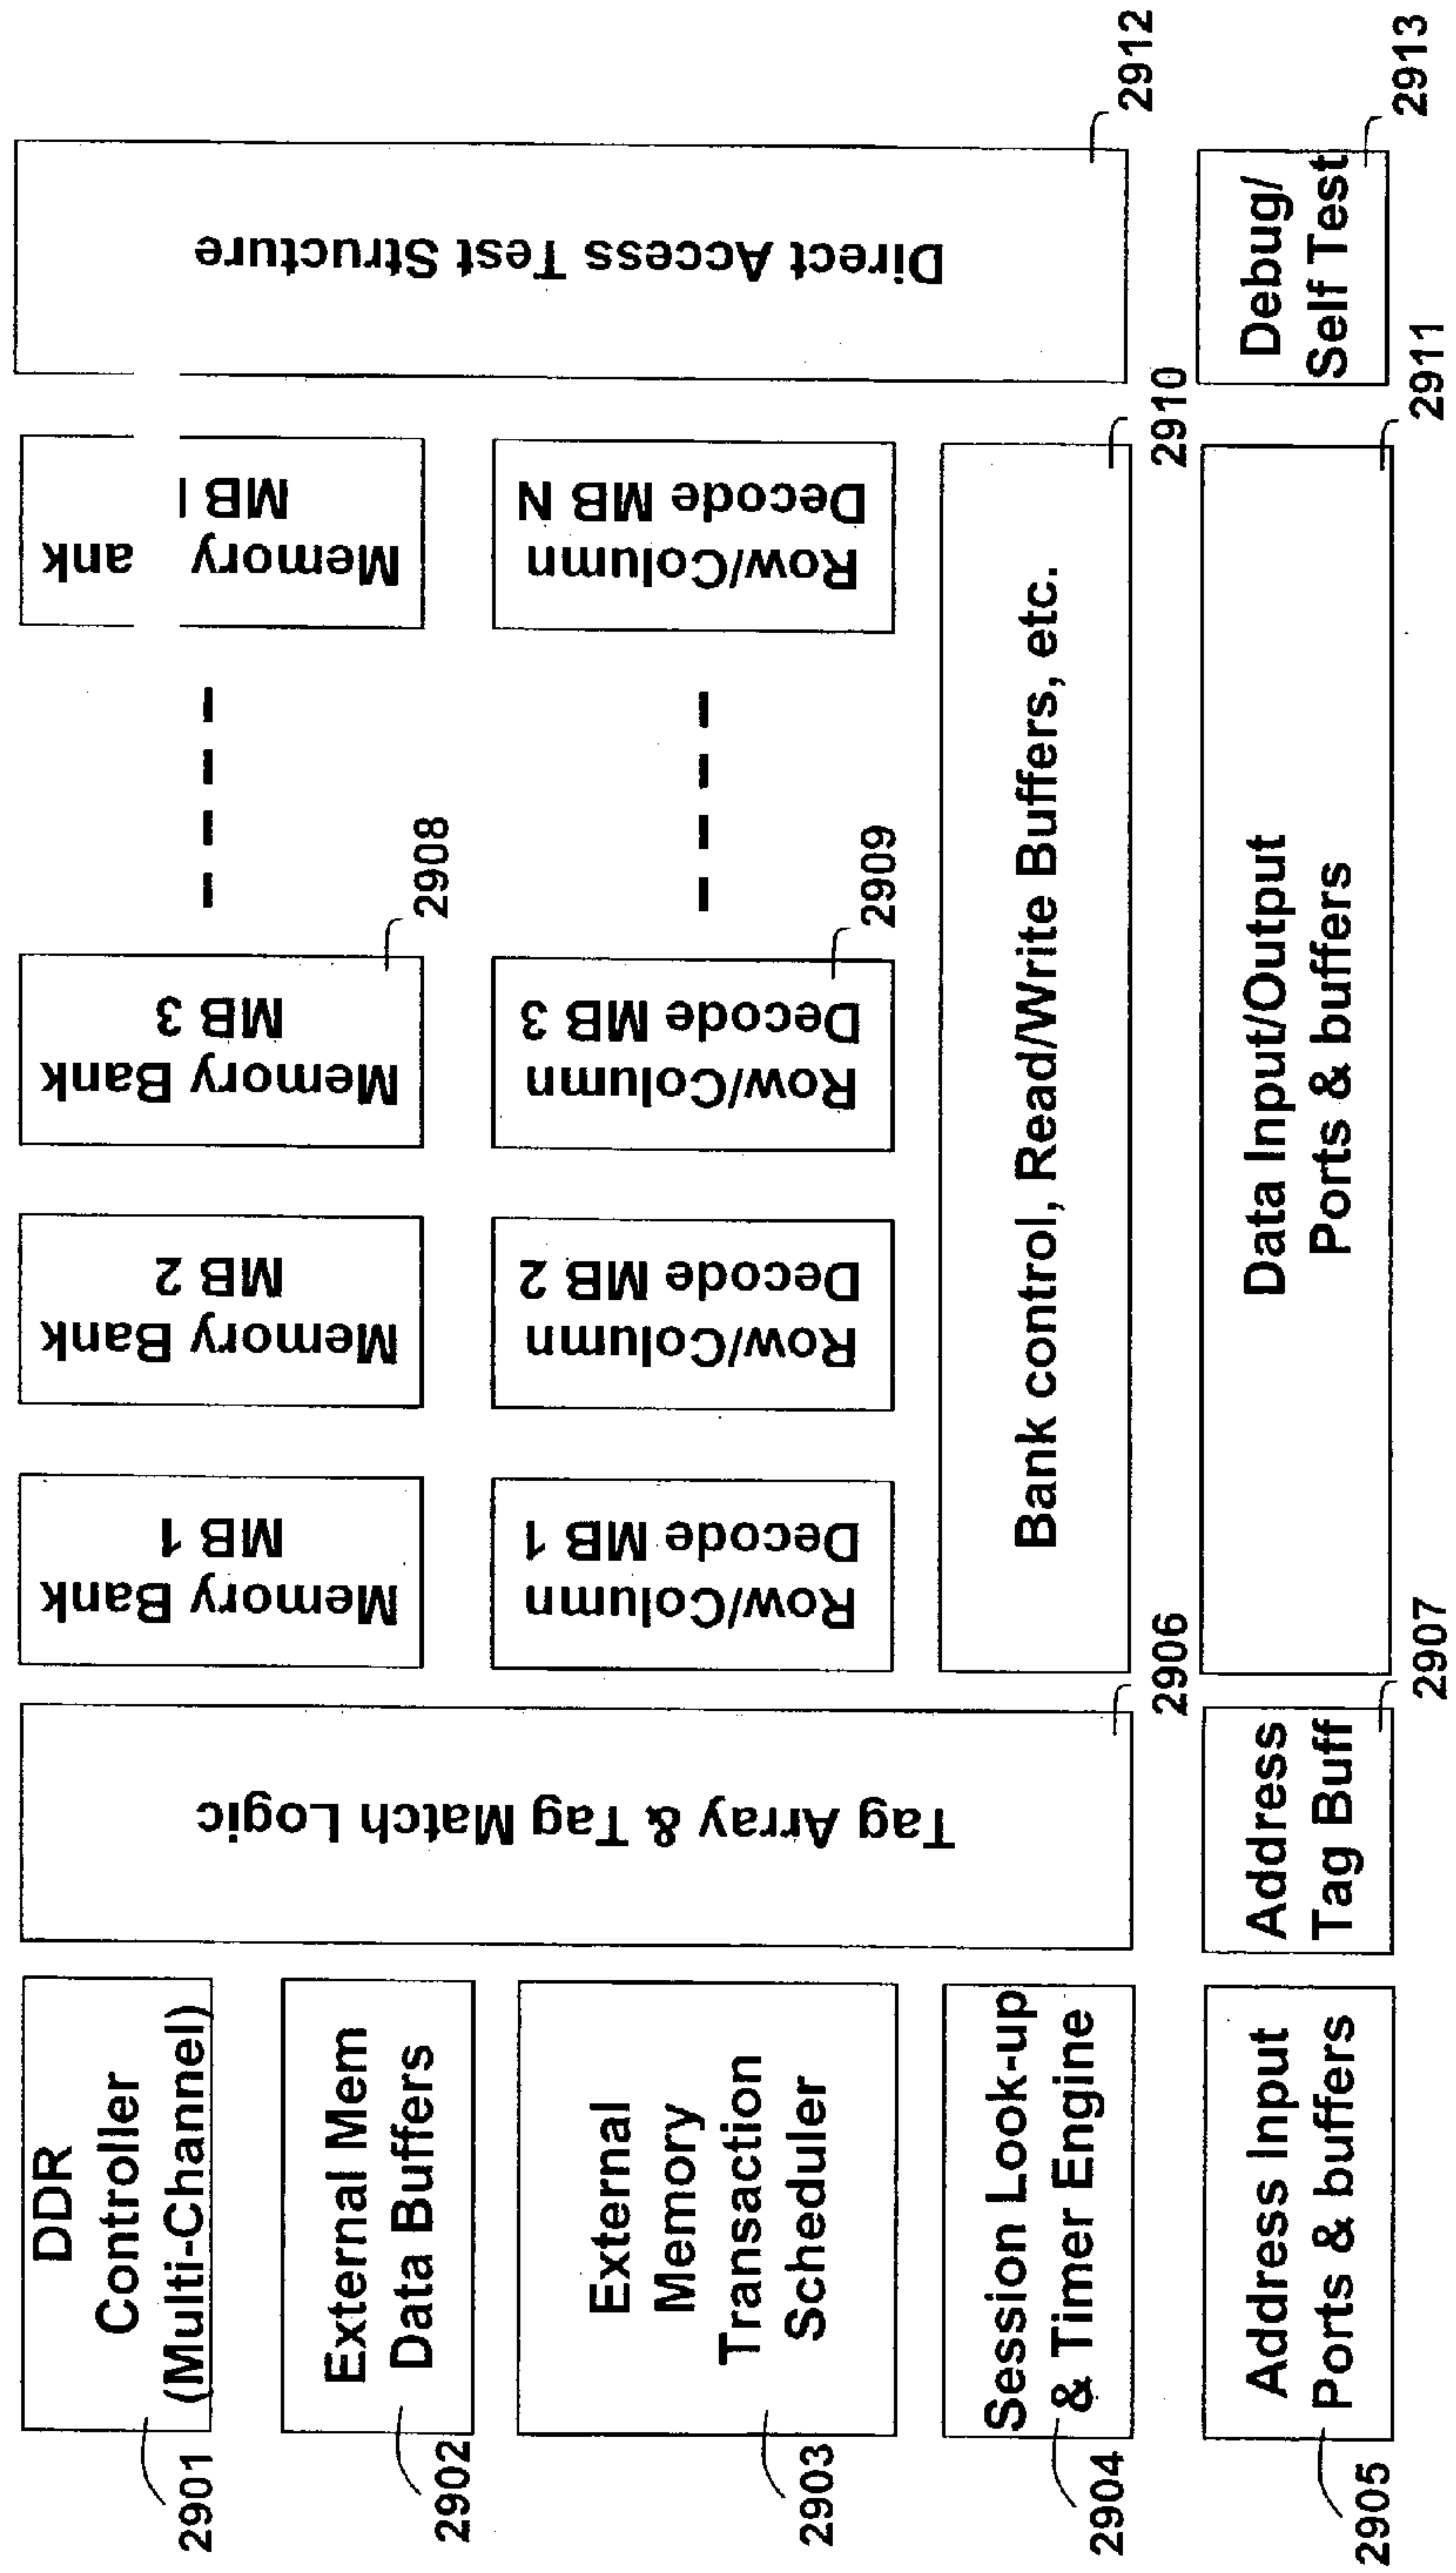 DDR
Controller
(Multi-Channel)
2901
External Mem
Data Buffers
2902
External
Memory
Transaction
Scheduler
2903
Session Look-up
& Timer Engine
2904
Address Input
Ports & buffers
2905
Tag Array & Tag Match Logic
2906
Address
Tag Buff
2907
Memory Bank
MB 1
Memory Bank
MB 2
Memory Bank
MB 3
2908
Memory ank
MB
Row/Column
Decode MB 1
Row/Column
Decode MB 2
Row/Column
Decode MB 3
2909
Row/Column
Decode MB N
Bank control, Read/Write Buffers, etc.
2910
Data Input/Output
Ports & buffers
2911
Direct Access Test Structure
2912
Debug/
Self Test
2913